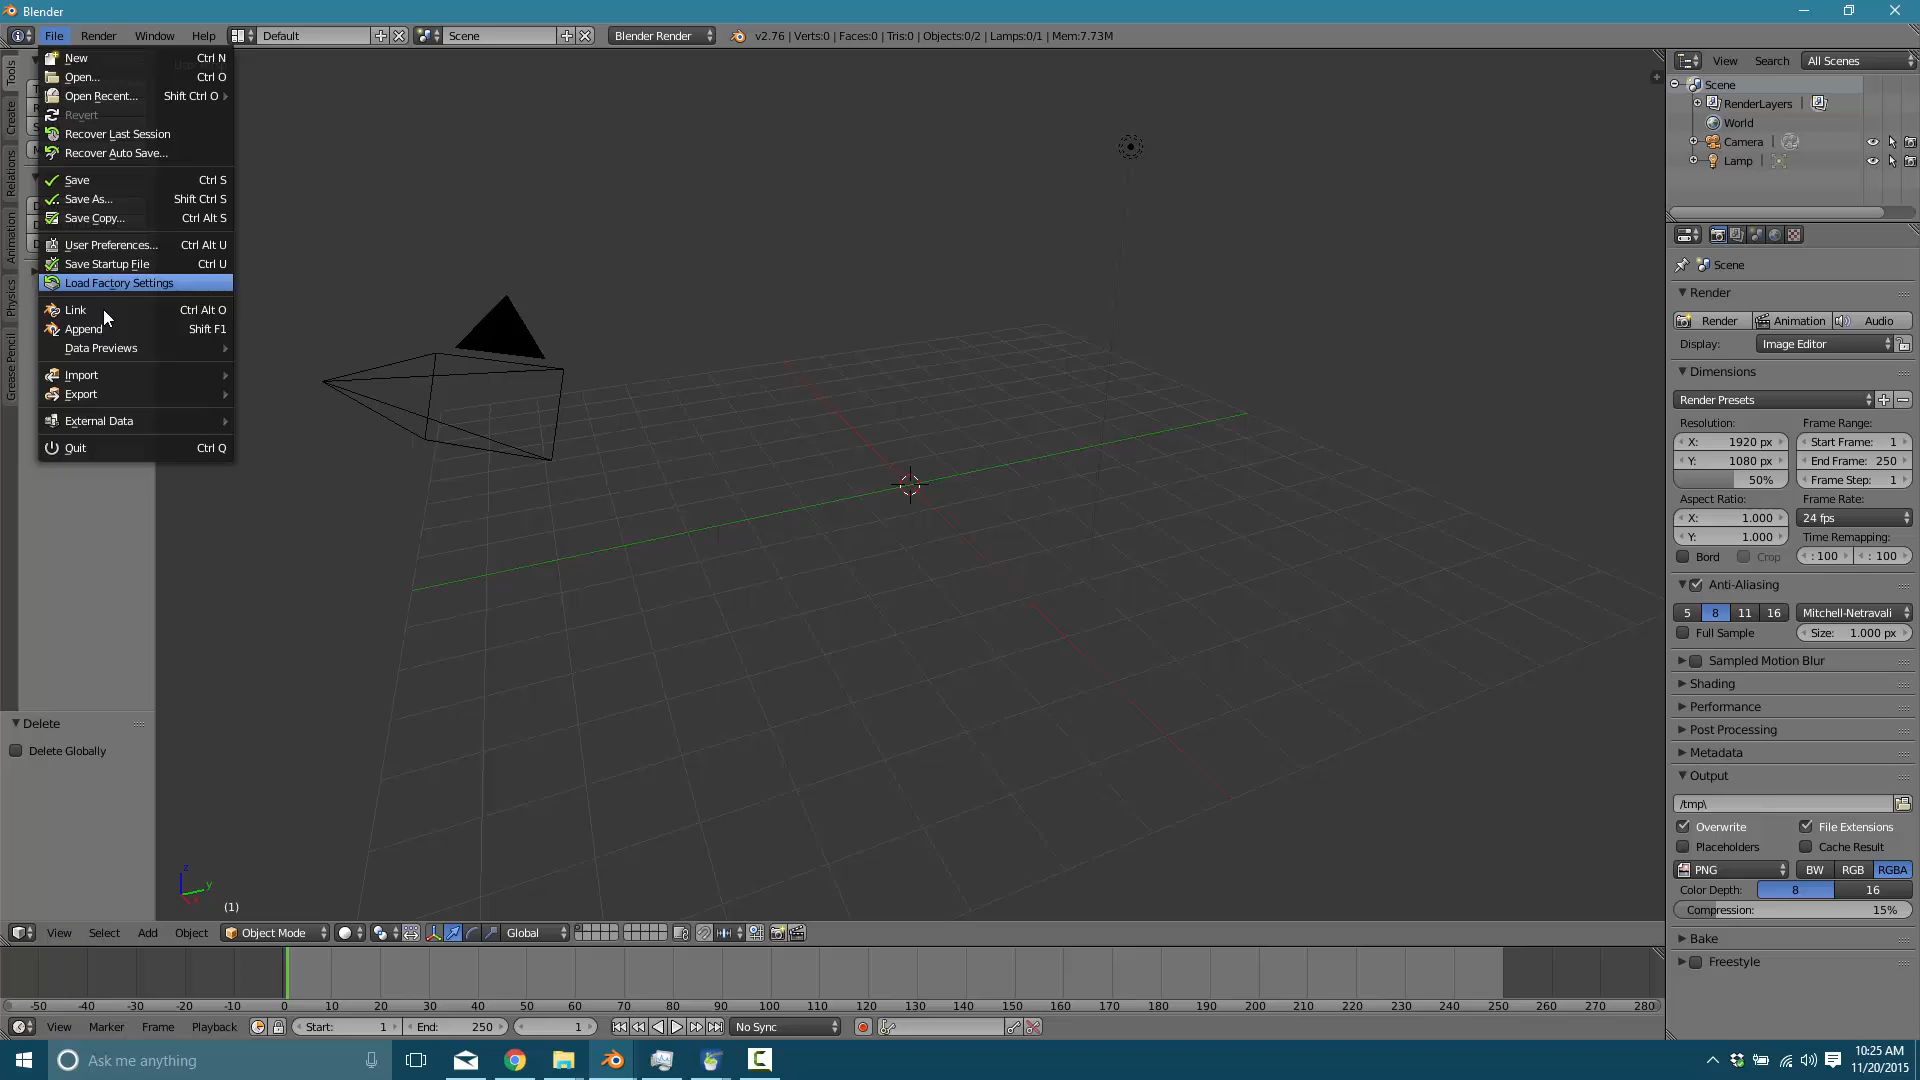 Blender
File Render Window Help Default Scene Blender Render v2.76 | Verts:0 | Faces:0 | Tris:0 | Objects:0/2 | Lamps:0/1 | Mem:7.73M
New Ctrl N
Open... Ctrl O
Open Recent... Shift Ctrl O
Revert
Recover Last Session
Recover Auto Save...
Save Ctrl S
Save As... Shift Ctrl S
Save Copy... Ctrl Alt S
User Preferences... Ctrl Alt U
Save Startup File Ctrl U
Load Factory Settings
Link Ctrl Alt O
Append Shift F1
Data Previews
Import
Export
External Data
Quit Ctrl Q
Tools
Create
Relations
Animation
Physics
Grease Pencil
Delete
Delete Globally
(1)
z
y
x
View Select Add Object Object Mode Global
-50 -40 -30 -20 -10 0 10 20 30 40 50 60 70 80 90 100 110 120 130 140 150 160 170 180 190 200 210 220 230 240 250 260 270 280
View Marker Frame Playback Start: 1 End: 250 1 No Sync
View Search All Scenes
Scene
RenderLayers
World
Camera
Lamp
Scene
Render
Render Animation Audio
Display: Image Editor
Dimensions
Render Presets
Resolution: Frame Range:
X: 1920 px Start Frame: 1
Y: 1080 px End Frame: 250
50% Frame Step: 1
Aspect Ratio: Frame Rate:
X: 1.000 24 fps
Y: 1.000 Time Remapping:
Bord Crop : 100 : 100
Anti-Aliasing
5 8 11 16 Mitchell-Netravali
Full Sample Size: 1.000 px
Sampled Motion Blur
Shading
Performance
Post Processing
Metadata
Output
/tmp\
Overwrite File Extensions
Placeholders Cache Result
PNG BW RGB RGBA
Color Depth: 8 16
Compression: 15%
Bake
Freestyle
Ask me anything
10:25 AM
11/20/2015